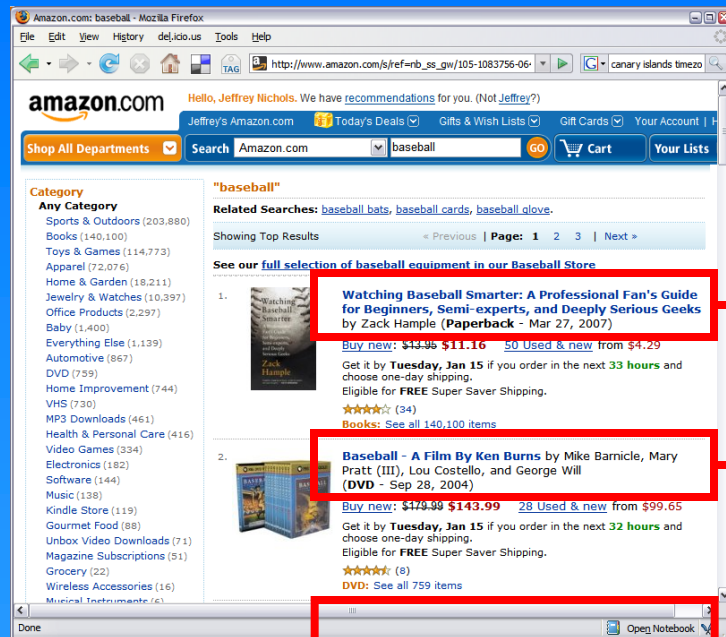 Amazon.com: baseball - Mozilla Firefox
File Edit View History del.icio.us Tools Help
TAG http://www.amazon.com/s/ref=nb_ss_gw/105-1083756-06 G canary islands timezo
amazon.com
Hello, Jeffrey Nichols. We have recommendations for you. (Not Jeffrey?)
Jeffrey's Amazon.com Today's Deals Gifts & Wish Lists Gift Cards Your Account | H
Shop All Departments Search Amazon.com baseball GO Cart Your Lists
Category
Any Category
Sports & Outdoors (203,880)
Books (140,100)
Toys & Games (114,773)
Apparel (72,076)
Home & Garden (18,211)
Jewelry & Watches (10,397)
Office Products (2,297)
Baby (1,400)
Everything Else (1,139)
Automotive (867)
DVD (759)
Home Improvement (744)
VHS (730)
MP3 Downloads (461)
Health & Personal Care (416)
Video Games (334)
Electronics (182)
Software (144)
Music (138)
Kindle Store (119)
Gourmet Food (88)
Unbox Video Downloads (71)
Magazine Subscriptions (51)
Grocery (22)
Wireless Accessories (16)
Musical Instruments (6)
"baseball"
Related Searches: baseball bats, baseball cards, baseball glove.
Showing Top Results « Previous | Page: 1 2 3 | Next »
See our full selection of baseball equipment in our Baseball Store
1.
Watching
Baseball
Smarter
Zack
Hample
Watching Baseball Smarter: A Professional Fan's Guide
for Beginners, Semi-experts, and Deeply Serious Geeks
by Zack Hample (Paperback - Mar 27, 2007)
Buy new: $13.95 $11.16 50 Used & new from $4.29
Get it by Tuesday, Jan 15 if you order in the next 33 hours and
choose one-day shipping.
Eligible for FREE Super Saver Shipping.
(34)
Books: See all 140,100 items
2.
BASEBALL
Baseball - A Film By Ken Burns by Mike Barnicle, Mary
Pratt (III), Lou Costello, and George Will
(DVD - Sep 28, 2004)
Buy new: $179.99 $143.99 28 Used & new from $99.65
Get it by Tuesday, Jan 15 if you order in the next 32 hours and
choose one-day shipping.
Eligible for FREE Super Saver Shipping.
(8)
DVD: See all 759 items
Done Open Notebook